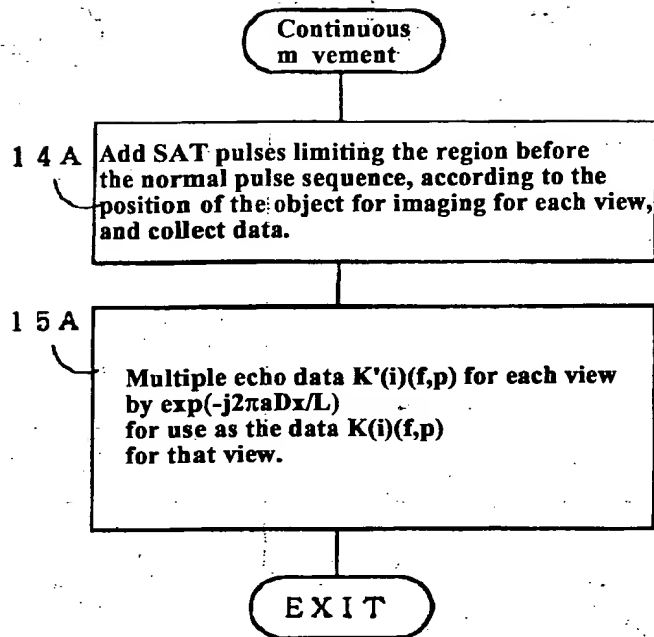 Continuous
m vement
14A
Add SAT pulses limiting the region before
the normal pulse sequence, according to the
position of the object for imaging for each view,
and collect data.
15A
Multiple echo data K'(i)(f,p) for each view
by exp(-j2πaDx/L)
for use as the data K(i)(f,p)
for that view.
EXIT